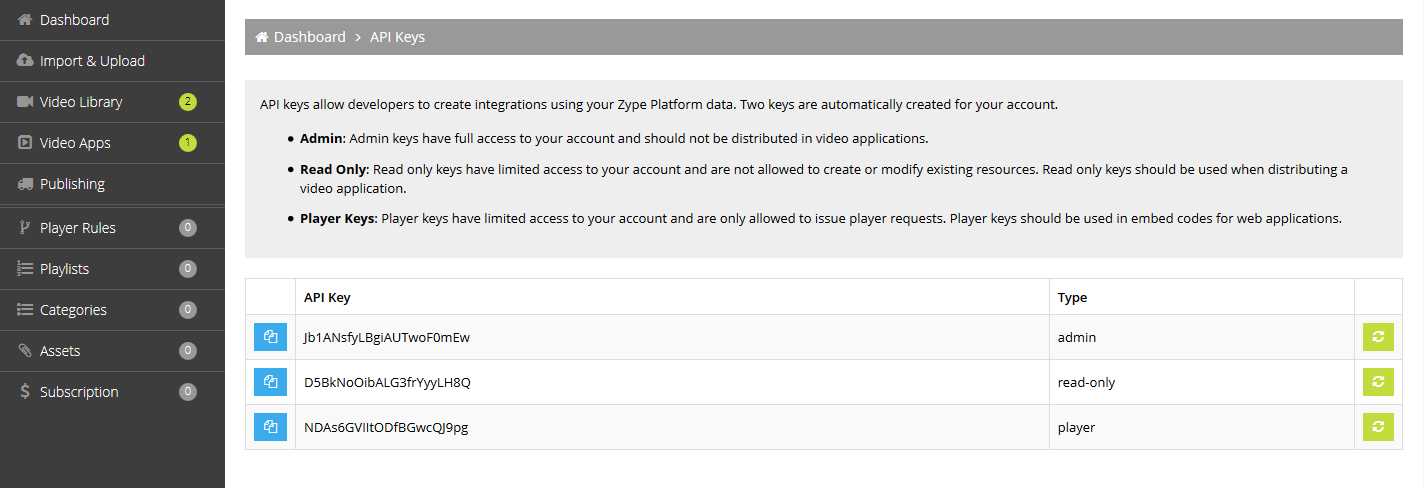 Dashboard
Import & Upload
Video Library 2
Video Apps 1
Publishing
Player Rules 0
Playlists 0
Categories 0
Assets 0
Subscription 0
Dashboard > API Keys
API keys allow developers to create integrations using your Zype Platform data. Two keys are automatically created for your account.
• Admin: Admin keys have full access to your account and should not be distributed in video applications.
• Read Only: Read only keys have limited access to your account and are not allowed to create or modify existing resources. Read only keys should be used when distributing a
video application.
• Player Keys: Player keys have limited access to your account and are only allowed to issue player requests. Player keys should be used in embed codes for web applications.
API Key Type
Jb1ANsfyLBgiAUTwoF0mEw admin
D5BkNoOibALG3frYyyLH8Q read-only
NDAs6GVIItODfBGwcQJ9pg player